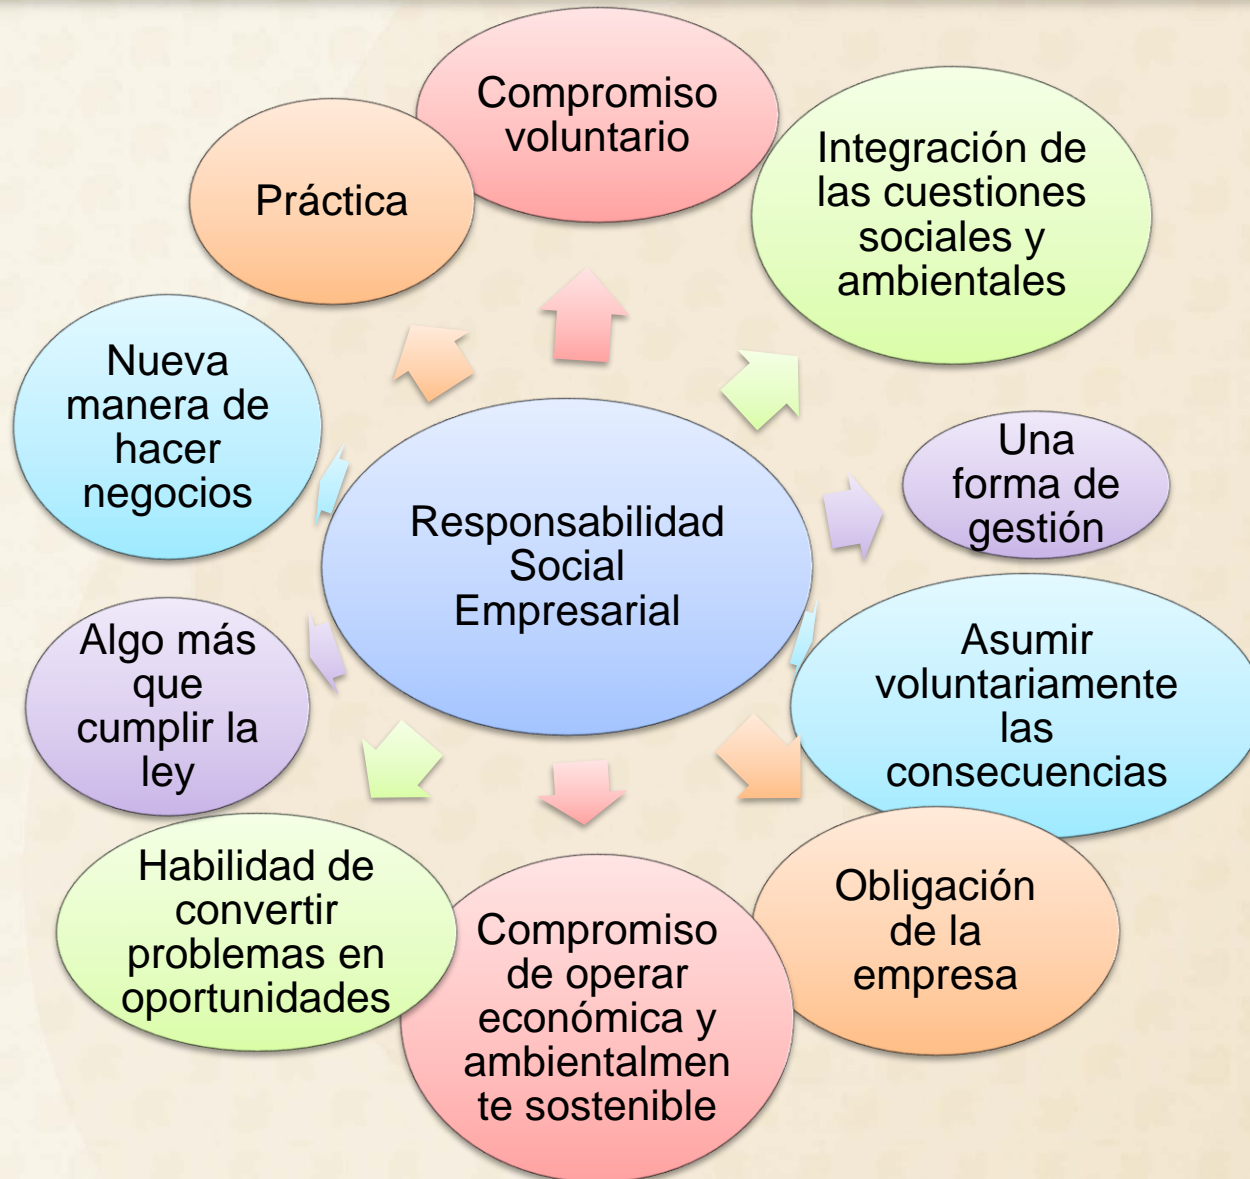 Compromiso
voluntario
Integración de
las cuestiones
sociales y
ambientales
Una
forma de
gestión
Asumir
voluntariamente
las
consecuencias
Obligación
de la
empresa
Compromiso
de operar
económica y
ambientalmen
te sostenible
Habilidad de
convertir
problemas en
oportunidades
Algo más
que
cumplir la
ley
Nueva
manera de
hacer
negocios
Práctica
Responsabilidad
Social
Empresarial